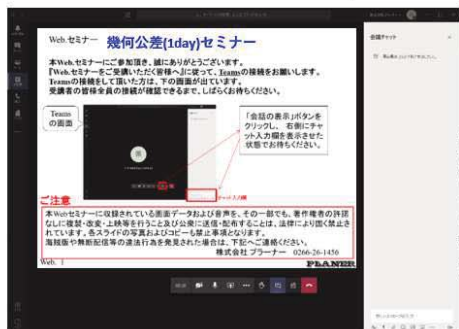 会議チャット
Web.セミナー 幾何公差(1day)セミナー
本Web.セミナーにご参加頂き、誠にありがとうございます。
『Web.セミナーをご受講いただく皆様へ』に従って、Teamsの接続をお願いします。
Teamsの接続をして頂いた方は、下の画面が出ています。
受講者の皆様全員の接続が確認できるまで、しばらくお待ちください。
Teams
の画面
「会話の表示」ボタンを
クリックし、右側にチャ
ット入力欄を表示させた
状態でお待ちください。
チャット入力欄
ご注意
本Webセミナーに収録されている画面データおよび音声を、その一部でも、著作権者の許諾
なしに複製・改変・上映等を行うこと及び公衆に送信・配布することは、法律により固く禁止さ
れています。各スライドの写真およびコピーも禁止事項となります。
海賊版や無断配信等の違法行為を発見された場合は、下記へご連絡ください。
株式会社 プラーナー 0266-26-1456
Web. 1
PLANER